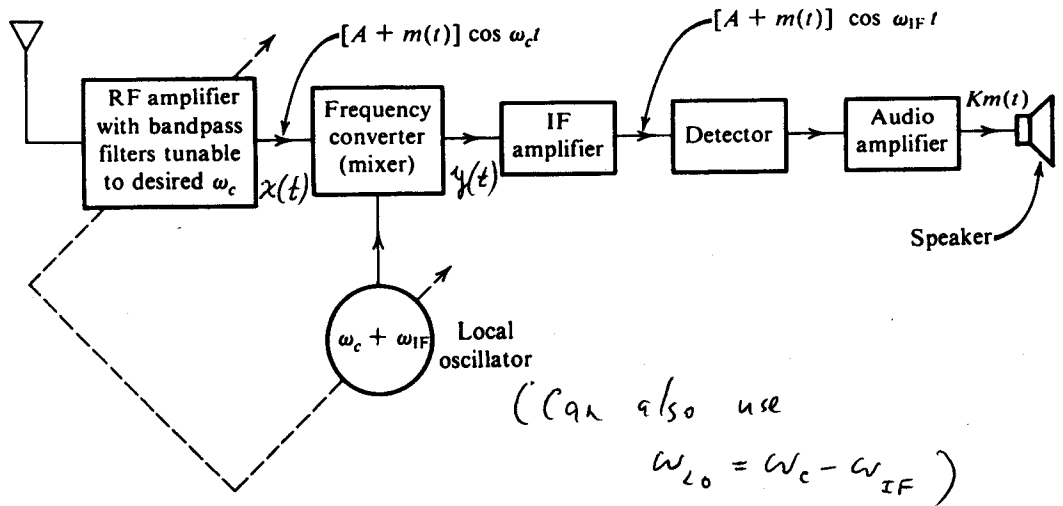 [A + m(t)] cos ω_c t
[A + m(t)] cos ω_IF t
RF amplifier
with bandpass
filters tunable
to desired ω_c
x(t)
Frequency
converter
(mixer)
y(t)
IF
amplifier
Detector
Audio
amplifier
Km(t)
Speaker
ω_c + ω_IF
Local
oscillator
(Can also use
ω_LO = ω_c - ω_IF)